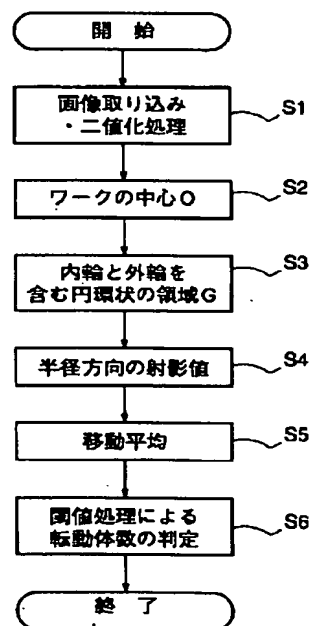 開 始
画像取り込み
・二値化処理
S1
ワークの中心O
S2
内輪と外輪を
含む円環状の領域G
S3
半径方向の射影値
S4
移動平均
S5
閾値処理による
転動体数の判定
S6
終 了